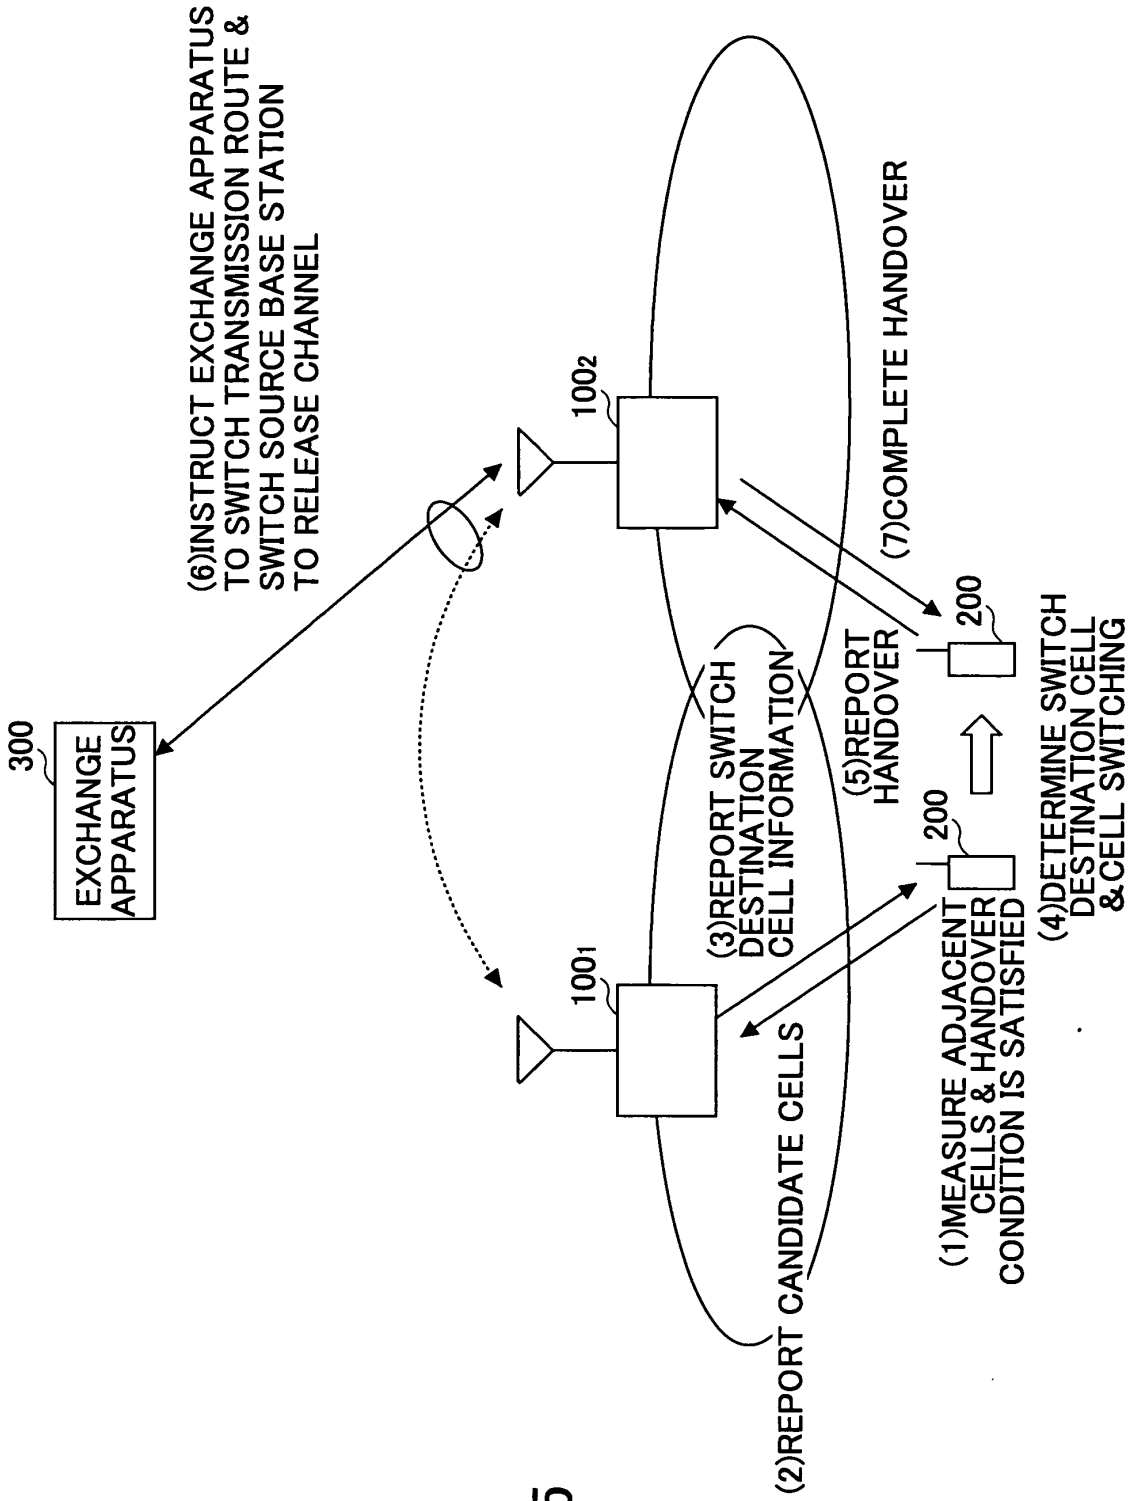 300
EXCHANGE
APPARATUS
(6)INSTRUCT EXCHANGE APPARATUS
TO SWITCH TRANSMISSION ROUTE &
SWITCH SOURCE BASE STATION
TO RELEASE CHANNEL
1001
1002
(2)REPORT CANDIDATE CELLS
(3)REPORT SWITCH
DESTINATION
CELL INFORMATION
(5)REPORT
HANDOVER
(7)COMPLETE HANDOVER
200
200
(1)MEASURE ADJACENT
CELLS & HANDOVER
CONDITION IS SATISFIED
(4)DETERMINE SWITCH
DESTINATION CELL
& CELL SWITCHING